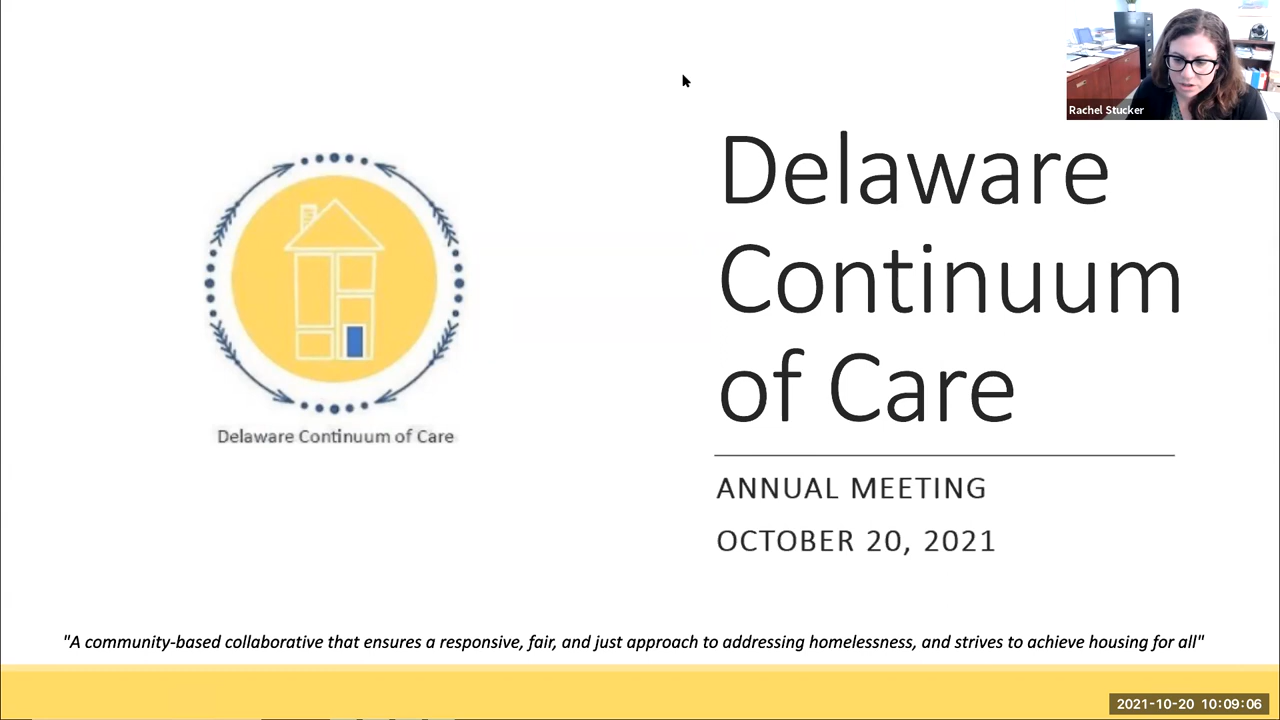 Rachel Stucker
Delaware
Continuum
of Care
Delaware Continuum of Care
ANNUAL MEETING
OCTOBER 20, 2021
"A community-based collaborative that ensures a responsive, fair, and just approach to addressing homelessness, and strives to achieve housing for all"
2021-10-20 10:09:06